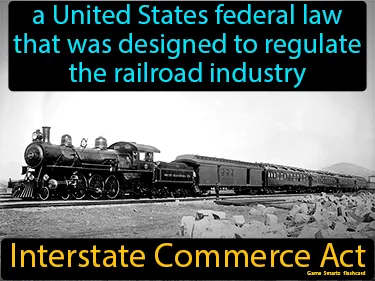 a United States federal law
that was designed to regulate
the railroad industry
Interstate Commerce Act
Game Smartz flashcard